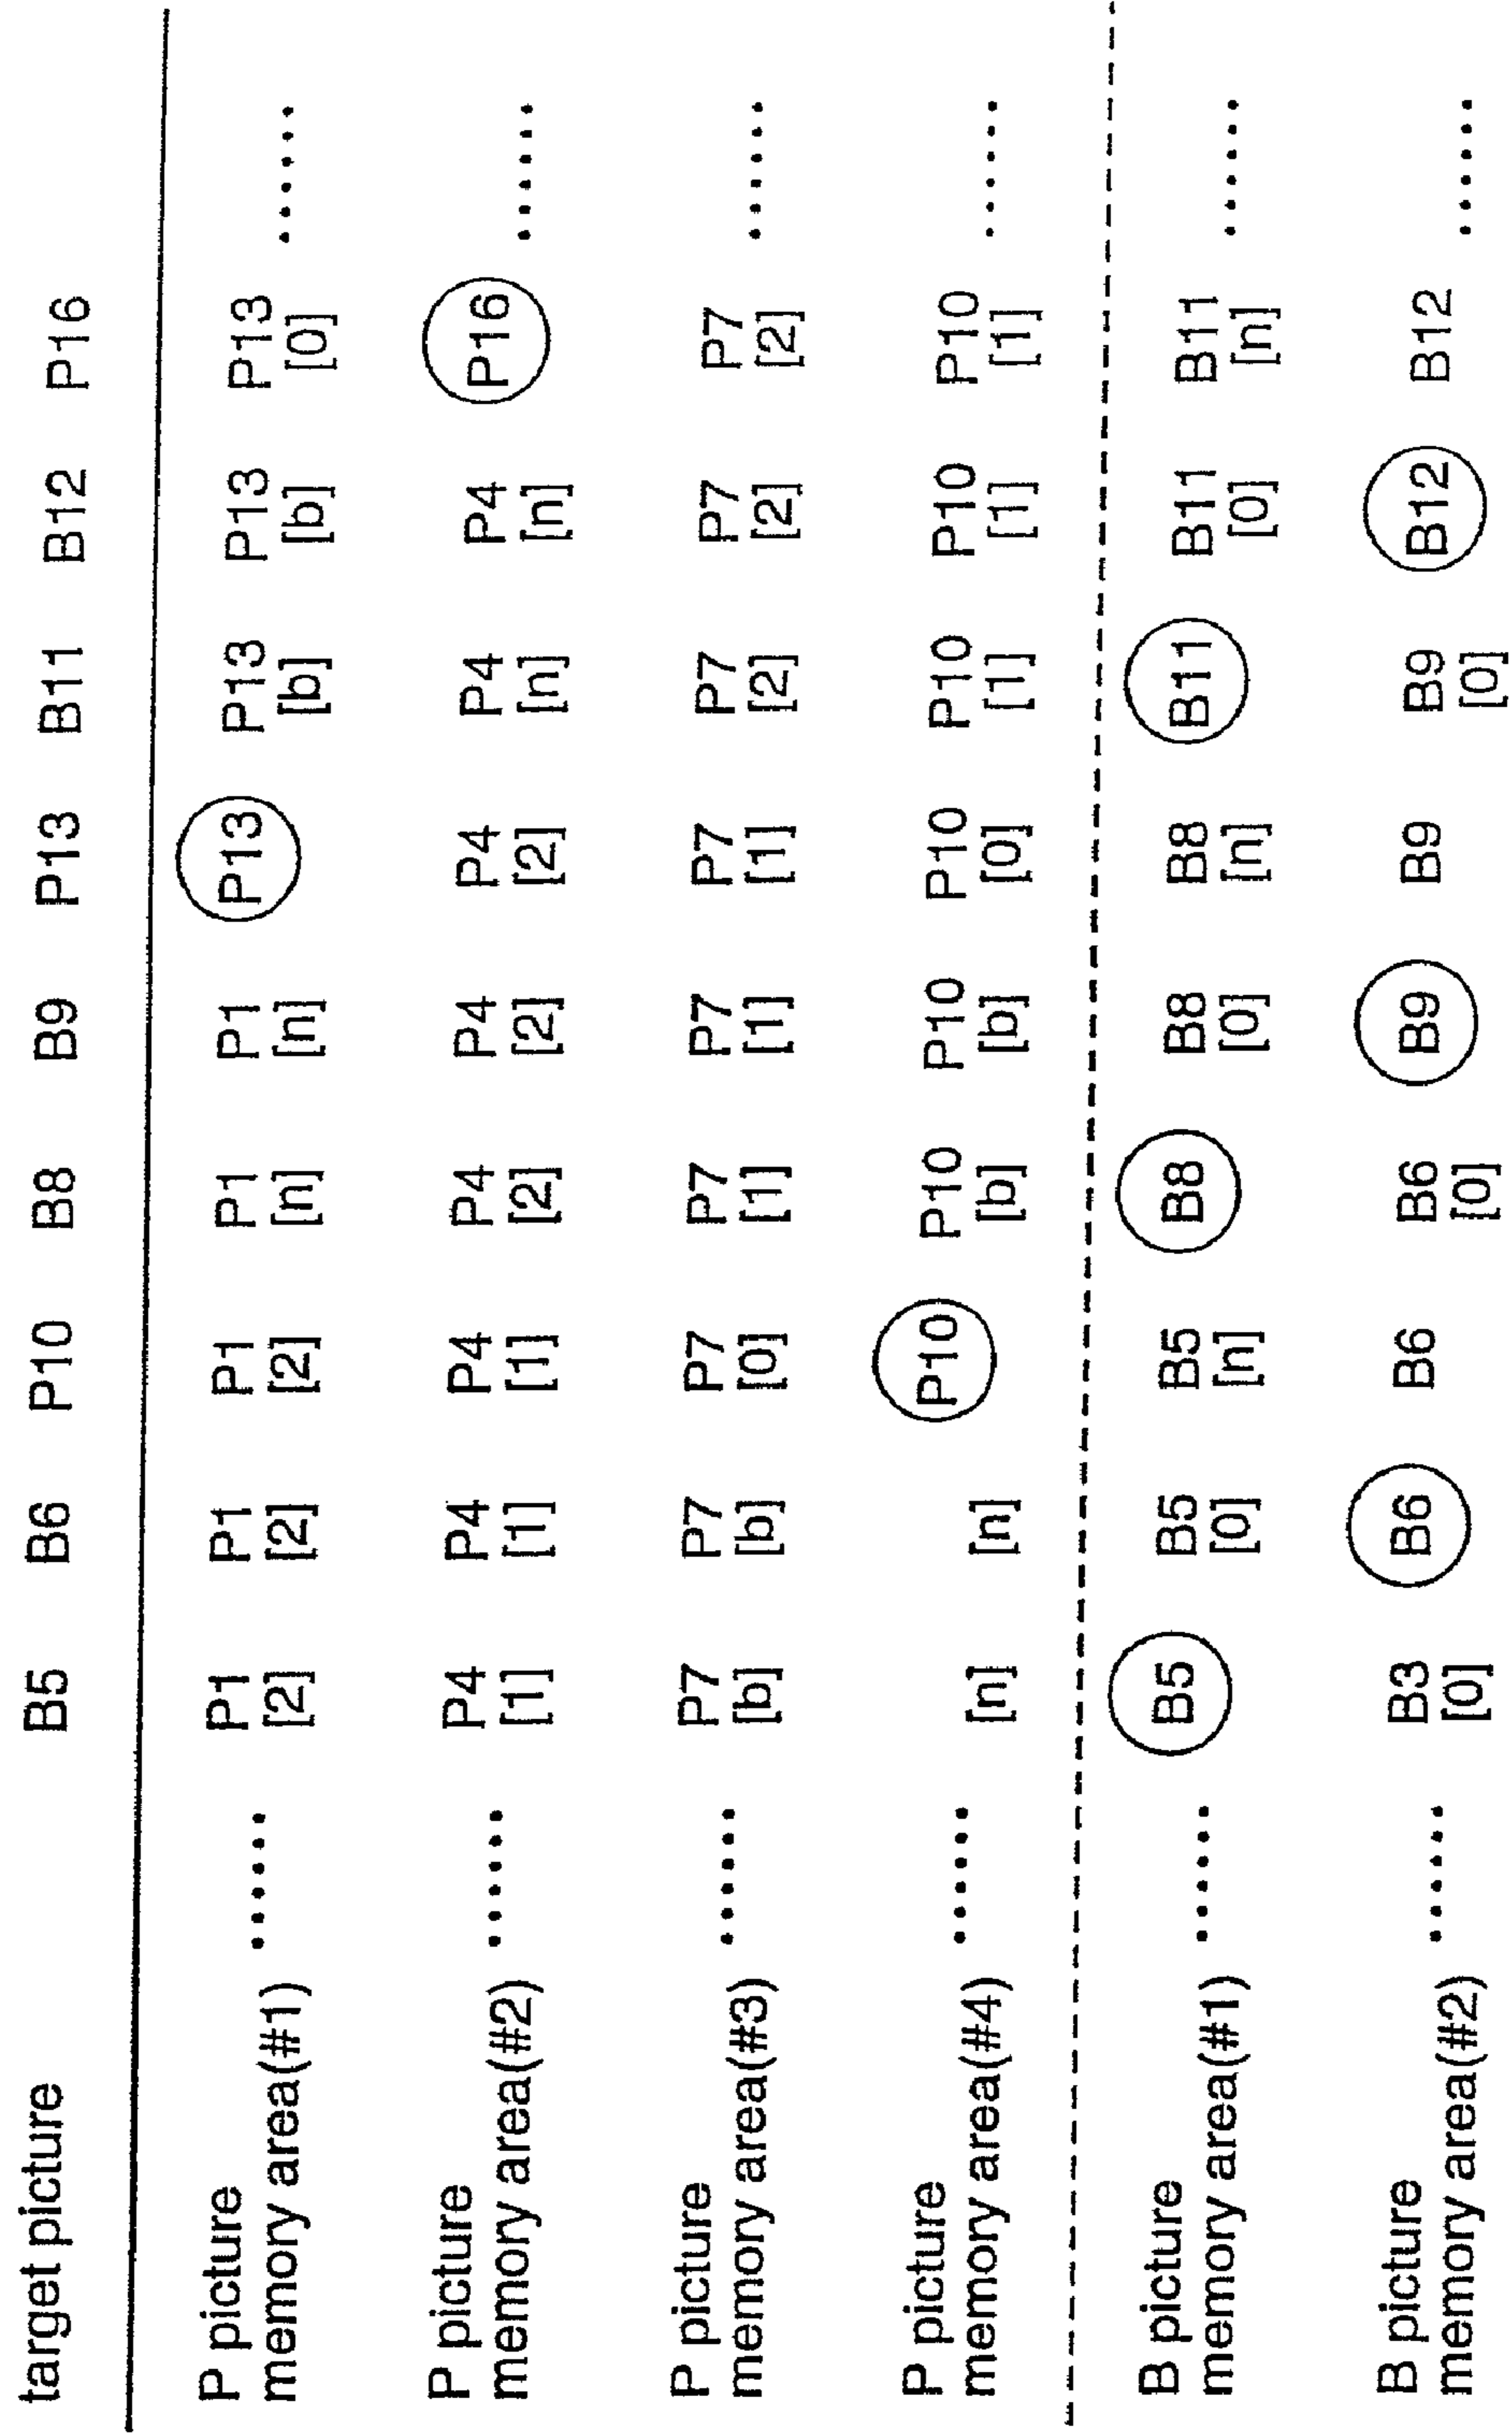 target picture B5 B6 P10 B8 B9 P13 B11 B12 P16
P picture ...... P1 P1 P1 P1 P1 P13 P13 P13 P13
memory area(#1) [2] [2] [2] [n] [n] [b] [b] [0]
P picture ...... P4 P4 P4 P4 P4 P4 P4 P4 P16
memory area(#2) [1] [1] [1] [2] [2] [2] [n] [n]
P picture ...... P7 P7 P7 P7 P7 P7 P7 P7 P7
memory area(#3) [b] [b] [0] [1] [1] [1] [2] [2] [2]
P picture ...... P10 P10 P10 P10 P10 P10 P10
memory area(#4) [n] [n] [b] [b] [0] [1] [1] [1]
B picture ...... B5 B5 B5 B8 B8 B8 B11 B11 B11
memory area(#1) [0] [n] [0] [n] [0] [n]
B picture ...... B3 B6 B6 B6 B9 B9 B9 B12 B12
memory area(#2) [0] [0] [0]